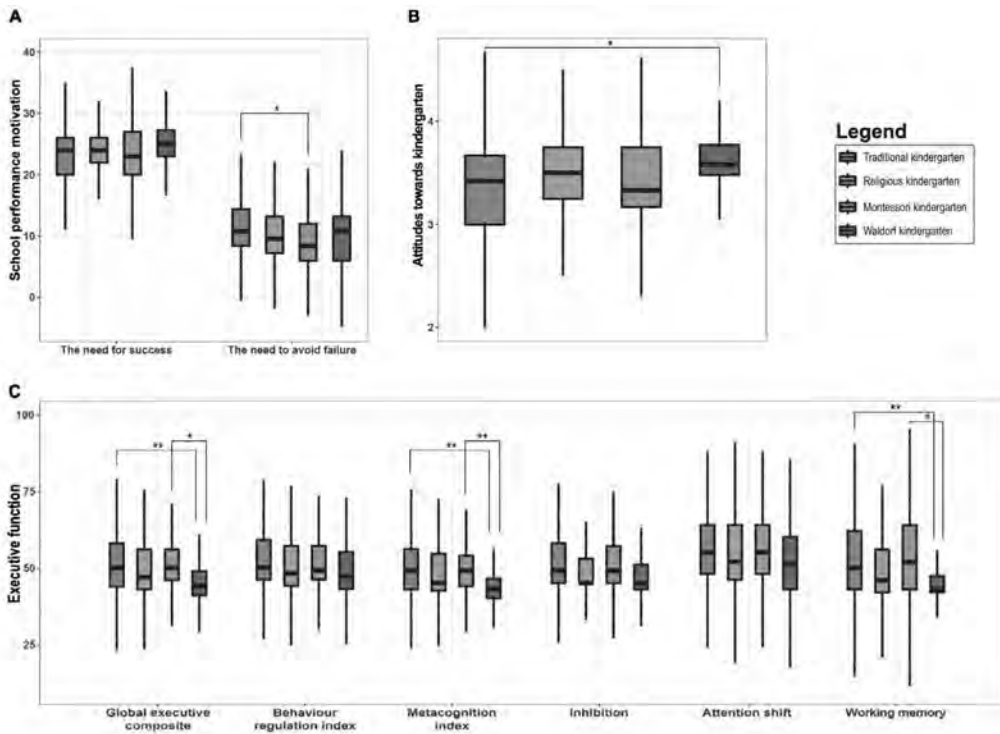 A
School performance motivation
40
30
20
10
0
*
The need for success
The need to avoid failure
B
Attitudes towards kindergarten
4
3
2
*
Legend
Traditional kindergarten
Religious kindergarten
Montessori kindergarten
Waldorf kindergarten
C
Executive function
100
75
50
25
**
*
**
**
**
*
Global executive
composite
Behaviour
regulation index
Metacognition
index
Inhibition
Attention shift
Working memory